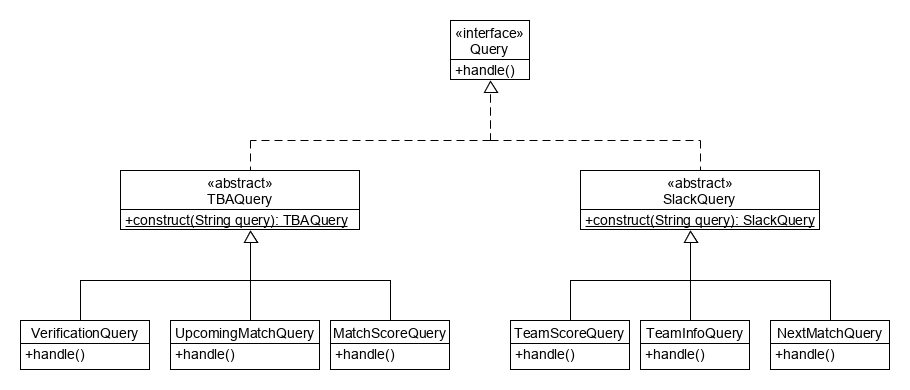 «interface»
Query
+handle()
«abstract»
TBAQuery
+construct(String query): TBAQuery
«abstract»
SlackQuery
+construct(String query): SlackQuery
VerificationQuery
+handle()
UpcomingMatchQuery
+handle()
MatchScoreQuery
+handle()
TeamScoreQuery
+handle()
TeamInfoQuery
+handle()
NextMatchQuery
+handle()